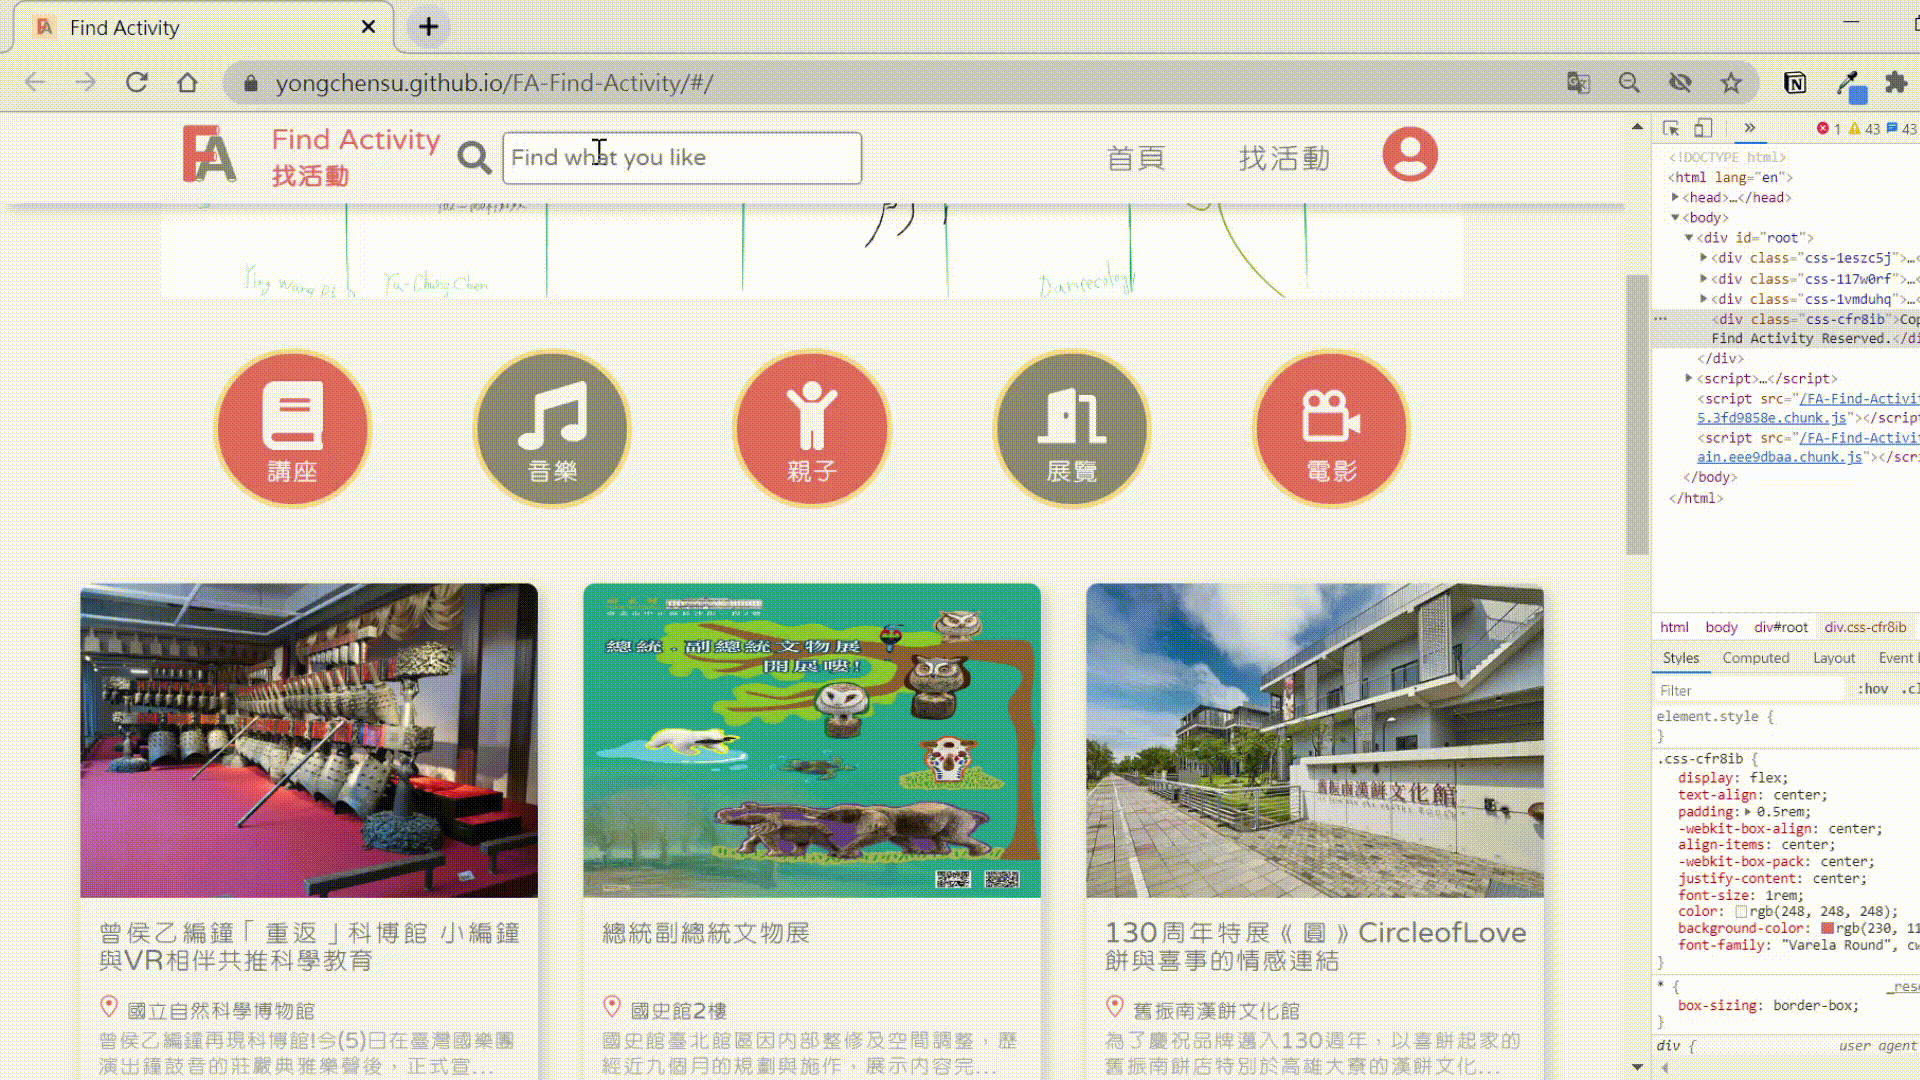 Find Activity
yongchensu.github.io/FA-Find-Activity/#/
FA
Find Activity
找活動
Find what you like
首頁
找活動
Ying Wang Di
Ya-Chung Chen
講座
音樂
親子
展覽
電影
總統.副總統文物展
開展噢!
舊振南漢餅文化館
曾侯乙編鐘「重返」科博館 小編鐘
與VR相伴共推科學教育
國立自然科學博物館
曾侯乙編鐘再現科博館!今(5)日在臺灣國樂團
演出鐘鼓音的莊嚴典雅樂聲後，正式宣...
總統副總統文物展
國史館2樓
國史館臺北館區因內部整修及空間調整，歷
經近九個月的規劃與施作，展示內容完...
130周年特展《圓》CircleofLove
餅與喜事的情感連結
舊振南漢餅文化館
為了慶祝品牌邁入130週年，以喜餅起家的
舊振南餅店特別於高雄大寮的漢餅文化...
1 43 43
<!DOCTYPE html>
<html lang="en">
<head>…</head>
<body>
<div id="root">
<div class="css-1eszc5j">…<
<div class="css-117w0rf">…<
<div class="css-1vmduhq">…<
<div class="css-cfr8ib">Cop
Find Activity Reserved.</di
</div>
<script>…</script>
<script src="/FA-Find-Activi
5.3fd9858e.chunk.js"></script
<script src="/FA-Find-Activi
ain.eee9dbaa.chunk.js"></scri
</body>
</html>
html body div#root div.css-cfr8ib
Styles Computed Layout Event
Filter :hov .cl
element.style {
}
.css-cfr8ib {
display: flex;
text-align: center;
padding: 0.5rem;
-webkit-box-align: center;
align-items: center;
-webkit-box-pack: center;
justify-content: center;
font-size: 1rem;
color: rgb(248, 248, 248);
background-color: rgb(230, 11
font-family: "Varela Round", cw
}
* { _rese
box-sizing: border-box;
}
div { user agent